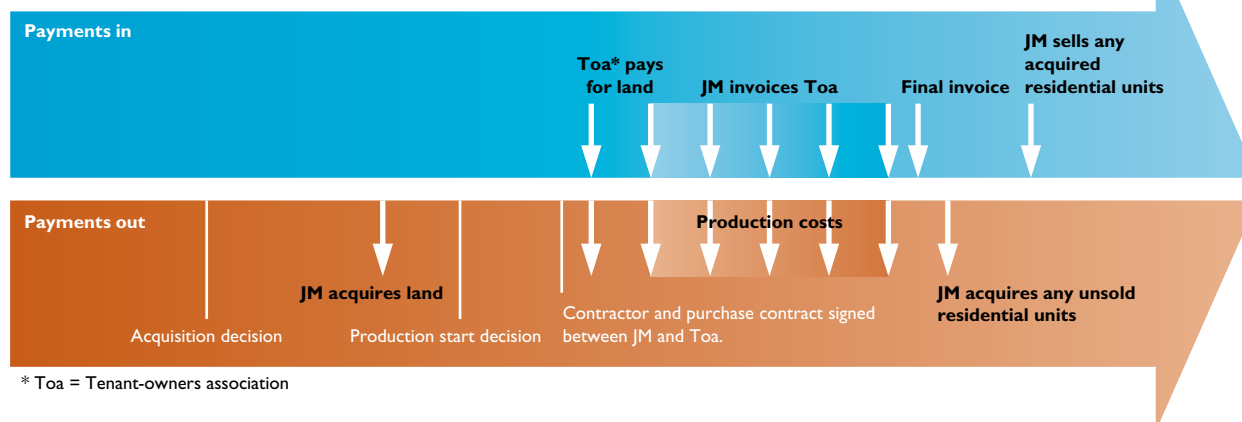 Payments in
Toa* pays
for land
JM invoices Toa
Final invoice
JM sells any
acquired
residential units
Payments out
Production costs
JM acquires land
JM acquires any unsold
residential units
Acquisition decision
Production start decision
Contractor and purchase contract signed
between JM and Toa.
* Toa = Tenant-owners association